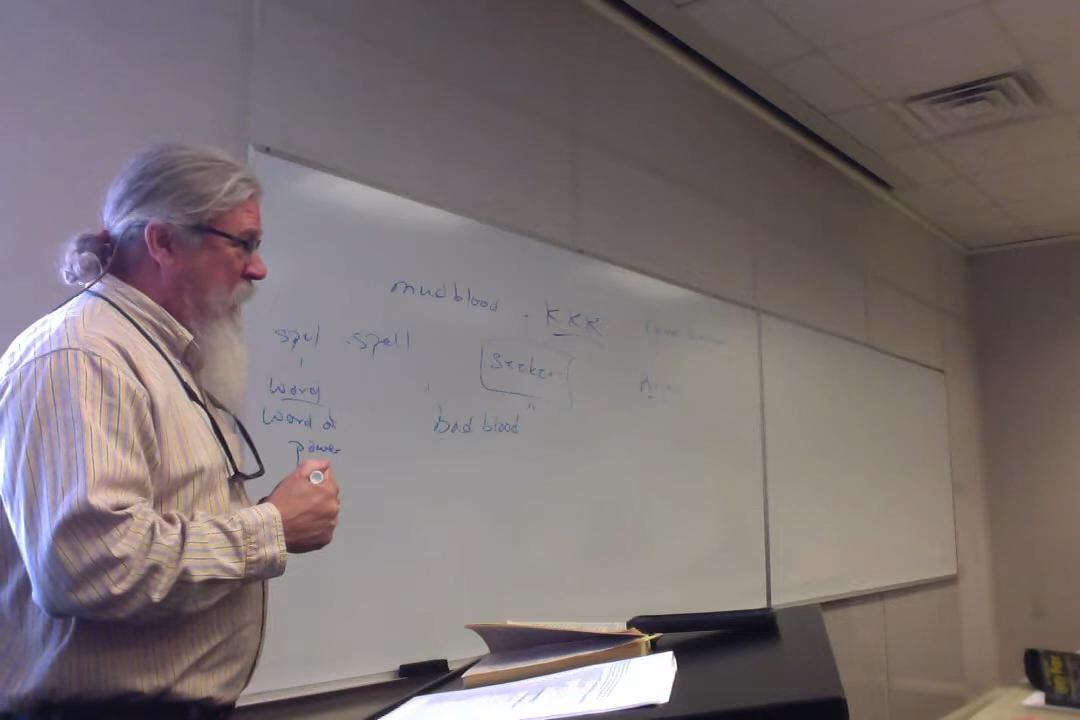 mudblood . KKK
spel . spell
Seeker
word
word of
power
"bad blood"